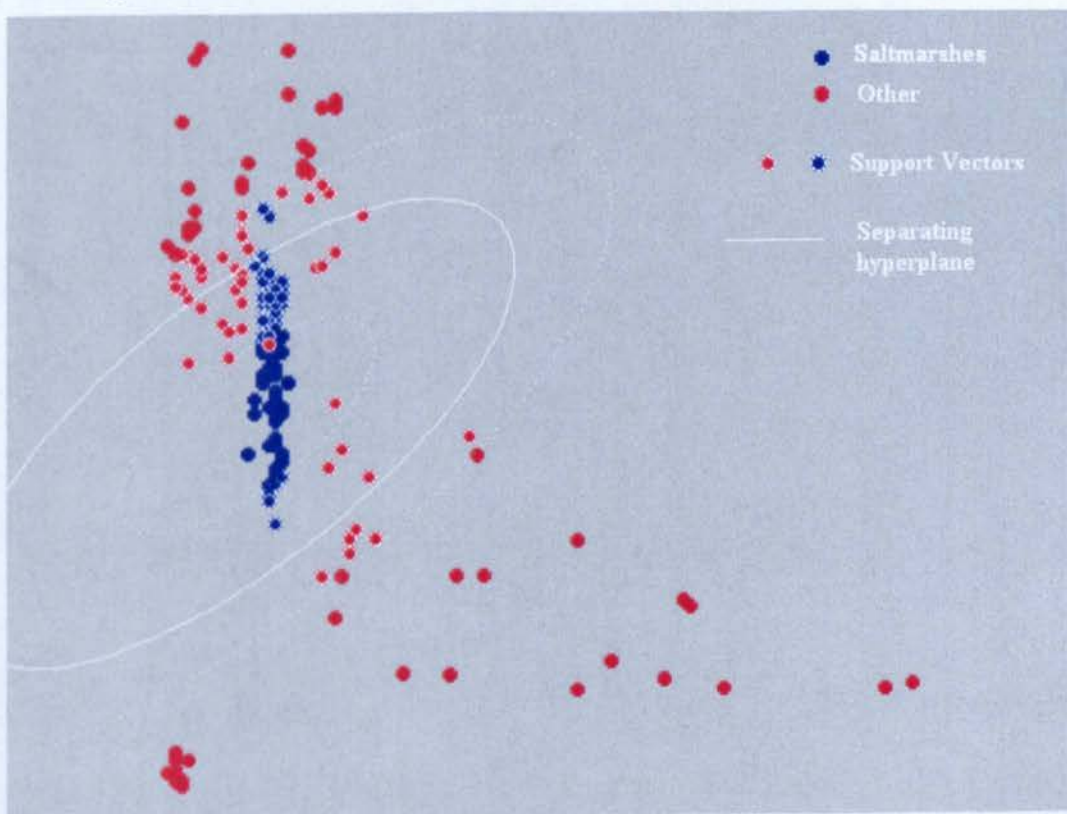 Saltmarshes
Other
Support Vectors
Separating
hyperplane